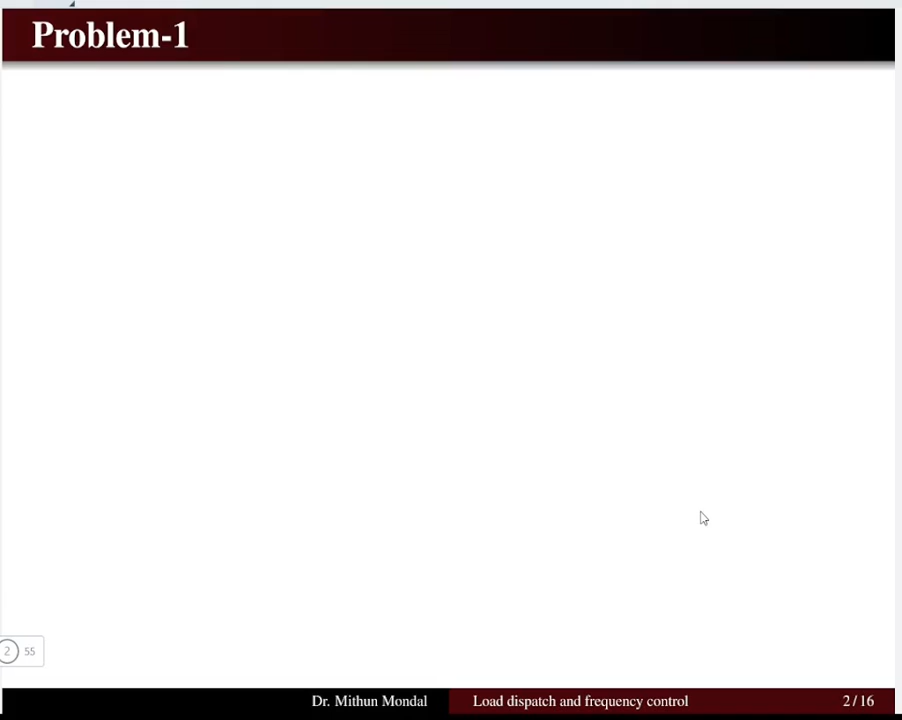 Problem-1
2 55
Dr. Mithun Mondal Load dispatch and frequency control 2 / 16